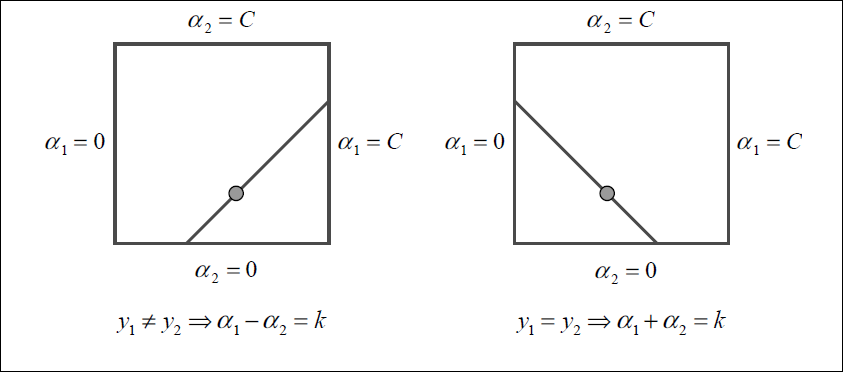 α₂ = C α₂ = C
α₁ = 0 α₁ = C α₁ = 0 α₁ = C
α₂ = 0 α₂ = 0
y₁ ≠ y₂ ⇒ α₁ − α₂ = k y₁ = y₂ ⇒ α₁ + α₂ = k